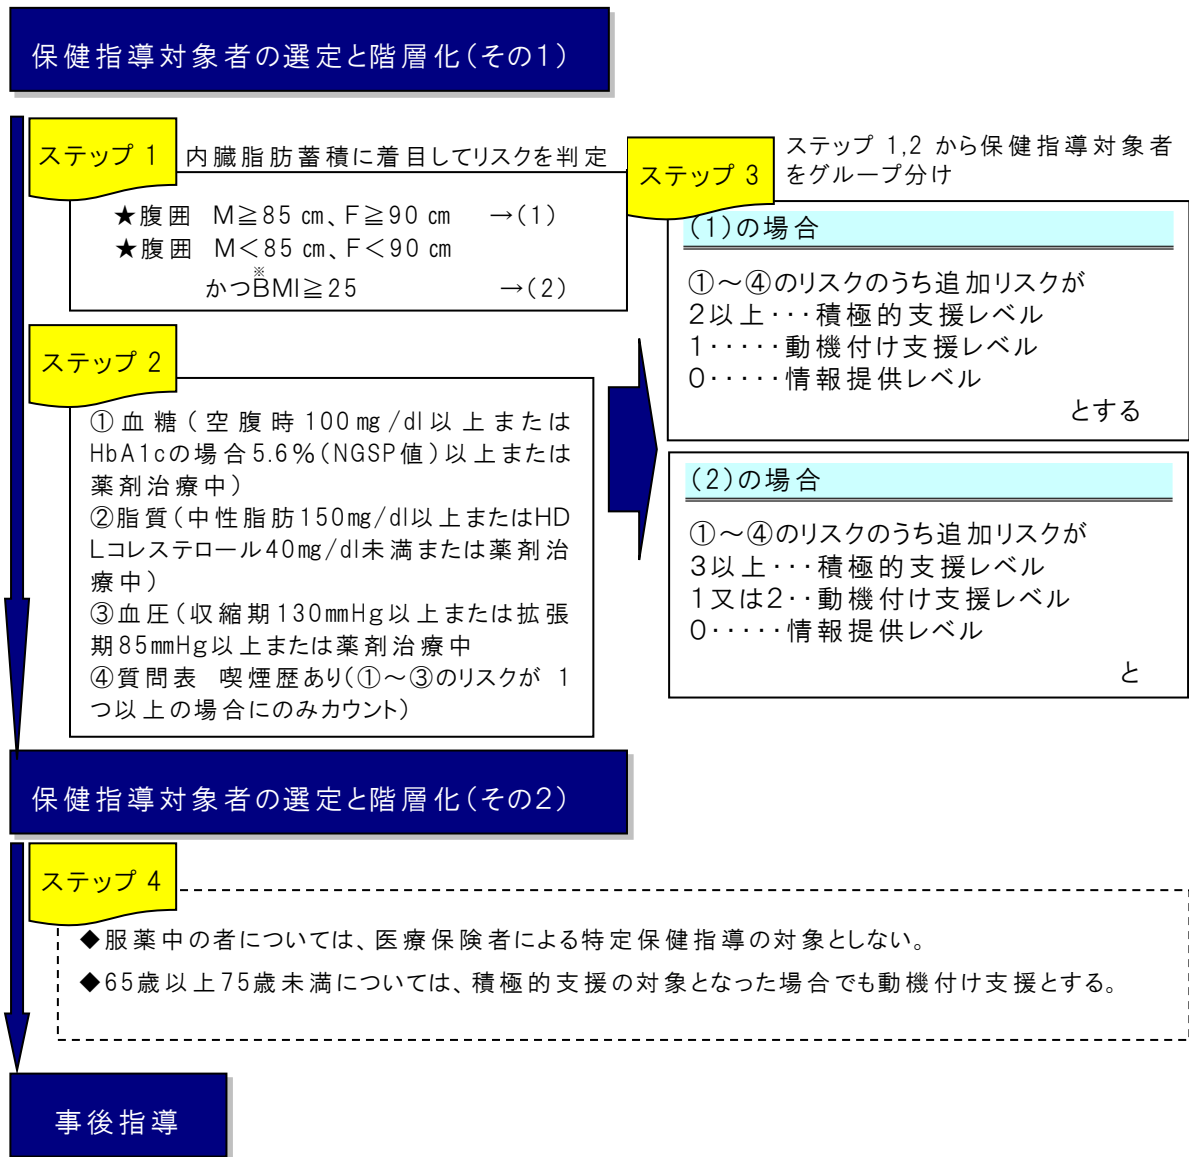 保健指導対象者の選定と階層化（その1）
ステップ 1
内臓脂肪蓄積に着目してリスクを判定
★腹囲　M≧85 ㎝、F≧90 ㎝　→（1）
★腹囲　M＜85 ㎝、F＜90 ㎝
※
かつBMI≧25　→（2）
ステップ 2
①血糖（空腹時100㎎/dl以上または
HbA1cの場合5.6％（NGSP値）以上または
薬剤治療中）
②脂質（中性脂肪150㎎/dl以上またはHD
Lコレステロール40㎎/dl未満または薬剤治
療中）
③血圧（収縮期130㎜Hg以上または拡張
期85㎜Hg以上または薬剤治療中
④質問表　喫煙歴あり（①～③のリスクが 1
つ以上の場合にのみカウント）
ステップ 3
ステップ 1,2 から保健指導対象者
をグループ分け
（1）の場合
①～④のリスクのうち追加リスクが
2以上･･･積極的支援レベル
1･････動機付け支援レベル
0･････情報提供レベル
とする
（2）の場合
①～④のリスクのうち追加リスクが
3以上･･･積極的支援レベル
1又は2･･動機付け支援レベル
0･････情報提供レベル
と
保健指導対象者の選定と階層化（その2）
ステップ 4
◆服薬中の者については、医療保険者による特定保健指導の対象としない。
◆65歳以上75歳未満については、積極的支援の対象となった場合でも動機付け支援とする。
事後指導